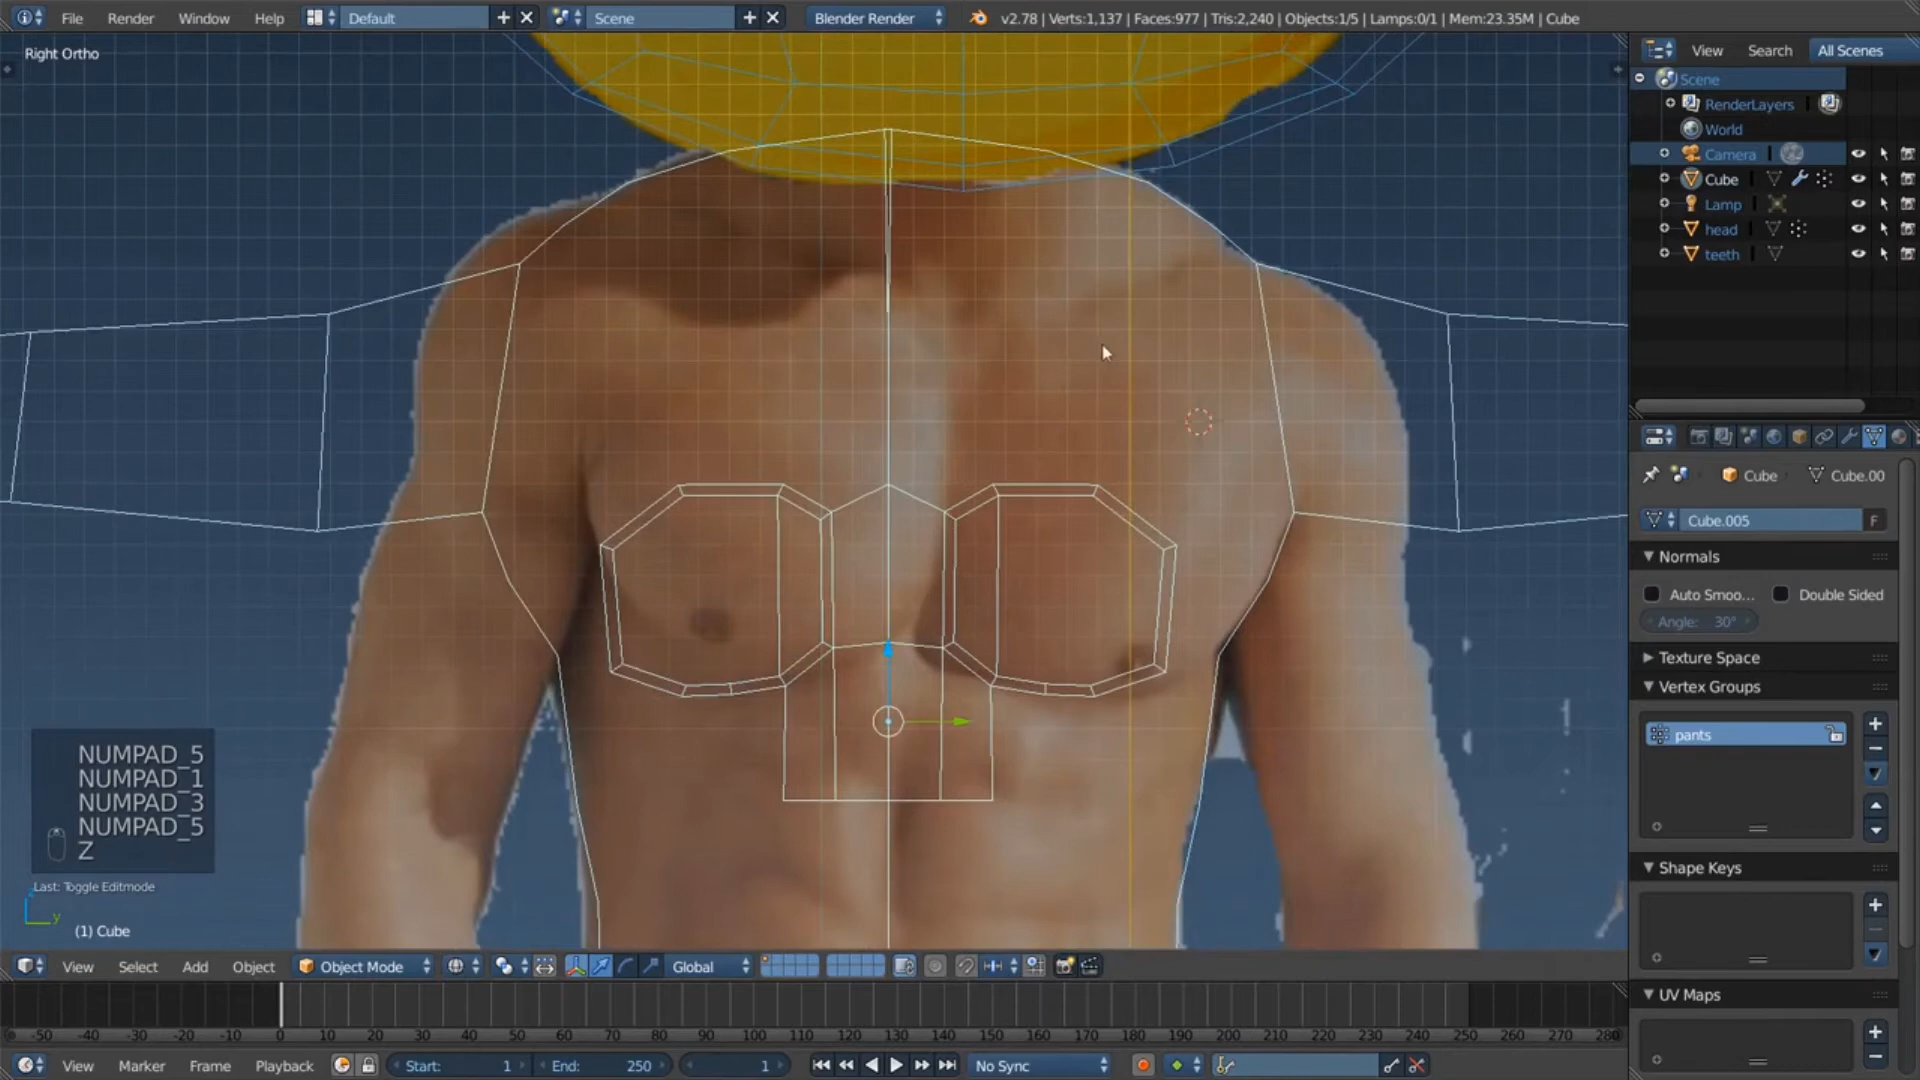 File Render Window Help Default Scene Blender Render v2.78 | Verts:1,137 | Faces:977 | Tris:2,240 | Objects:1/5 | Lamps:0/1 | Mem:23.35M | Cube
Right Ortho
View Search All Scenes
Scene
RenderLayers
World
Camera
Cube
Lamp
head
teeth
Cube Cube.00
Cube.005 F
Normals
Auto Smoo... Double Sided
Angle: 30°
Texture Space
Vertex Groups
pants
Shape Keys
UV Maps
NUMPAD_5
NUMPAD_1
NUMPAD_3
NUMPAD_5
Z
Last: Toggle Editmode
y
(1) Cube
View Select Add Object Object Mode Global
-50 -40 -30 -20 -10 0 10 20 30 40 50 60 70 80 90 100 110 120 130 140 150 160 170 180 190 200 210 220 230 240 250 260 270 280
View Marker Frame Playback Start: 1 End: 250 1 No Sync